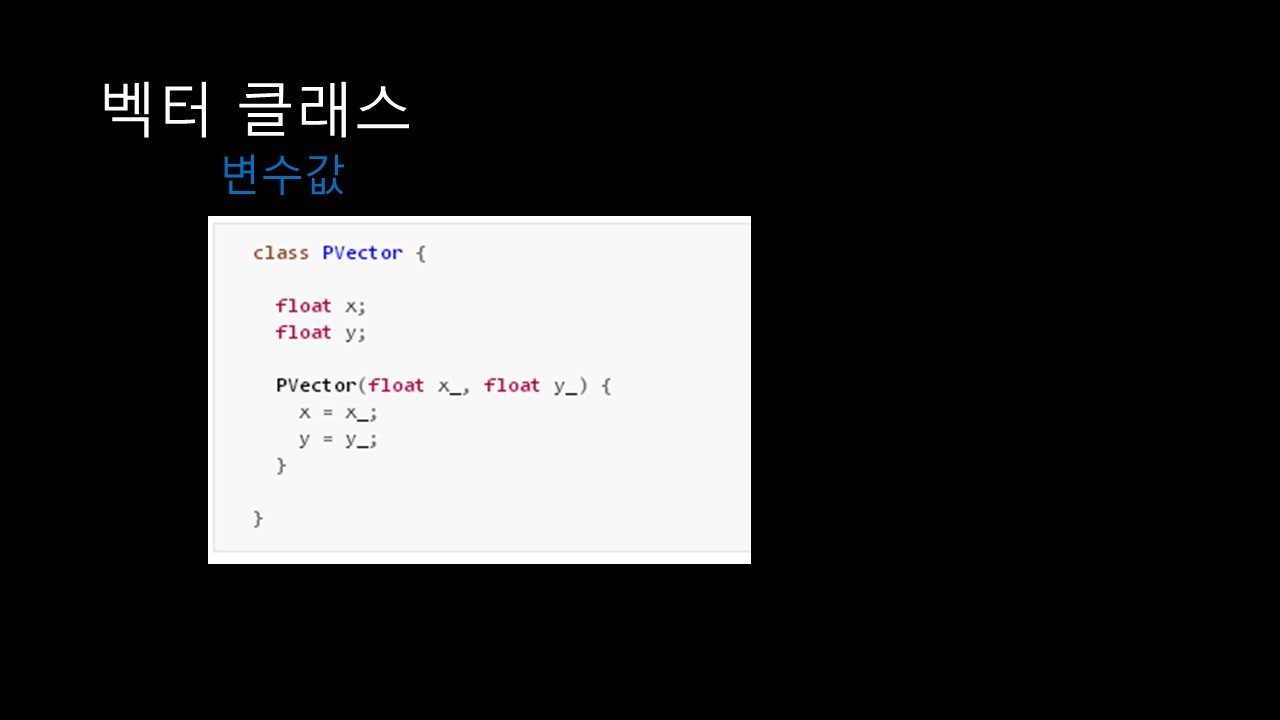 벡터 클래스
변수값
class PVector {
float x;
float y;
PVector(float x_, float y_) {
x = x_;
y = y_;
}
}